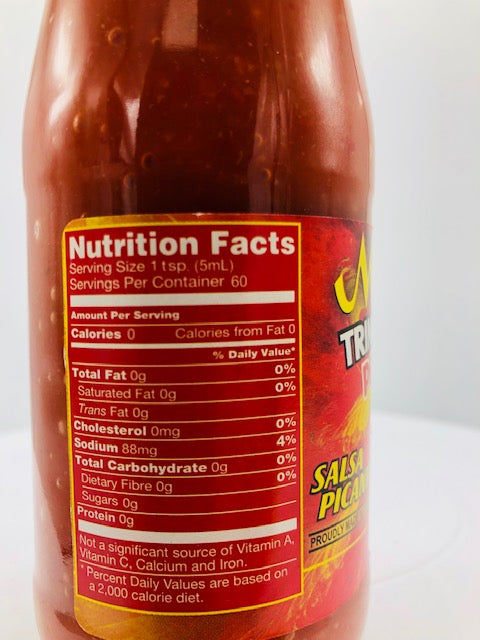 Nutrition Facts
Serving Size 1 tsp. (5mL)
Servings Per Container 60
Amount Per Serving
Calories 0 Calories from Fat 0
% Daily Value*
Total Fat 0g 0%
Saturated Fat 0g 0%
Trans Fat 0g
Cholesterol 0mg 0%
Sodium 88mg 4%
Total Carbohydrate 0g 0%
Dietary Fibre 0g 0%
Sugars 0g
Protein 0g
Not a significant source of Vitamin A,
Vitamin C, Calcium and Iron.
* Percent Daily Values are based on
a 2,000 calorie diet.
SALSA
PROUDLY